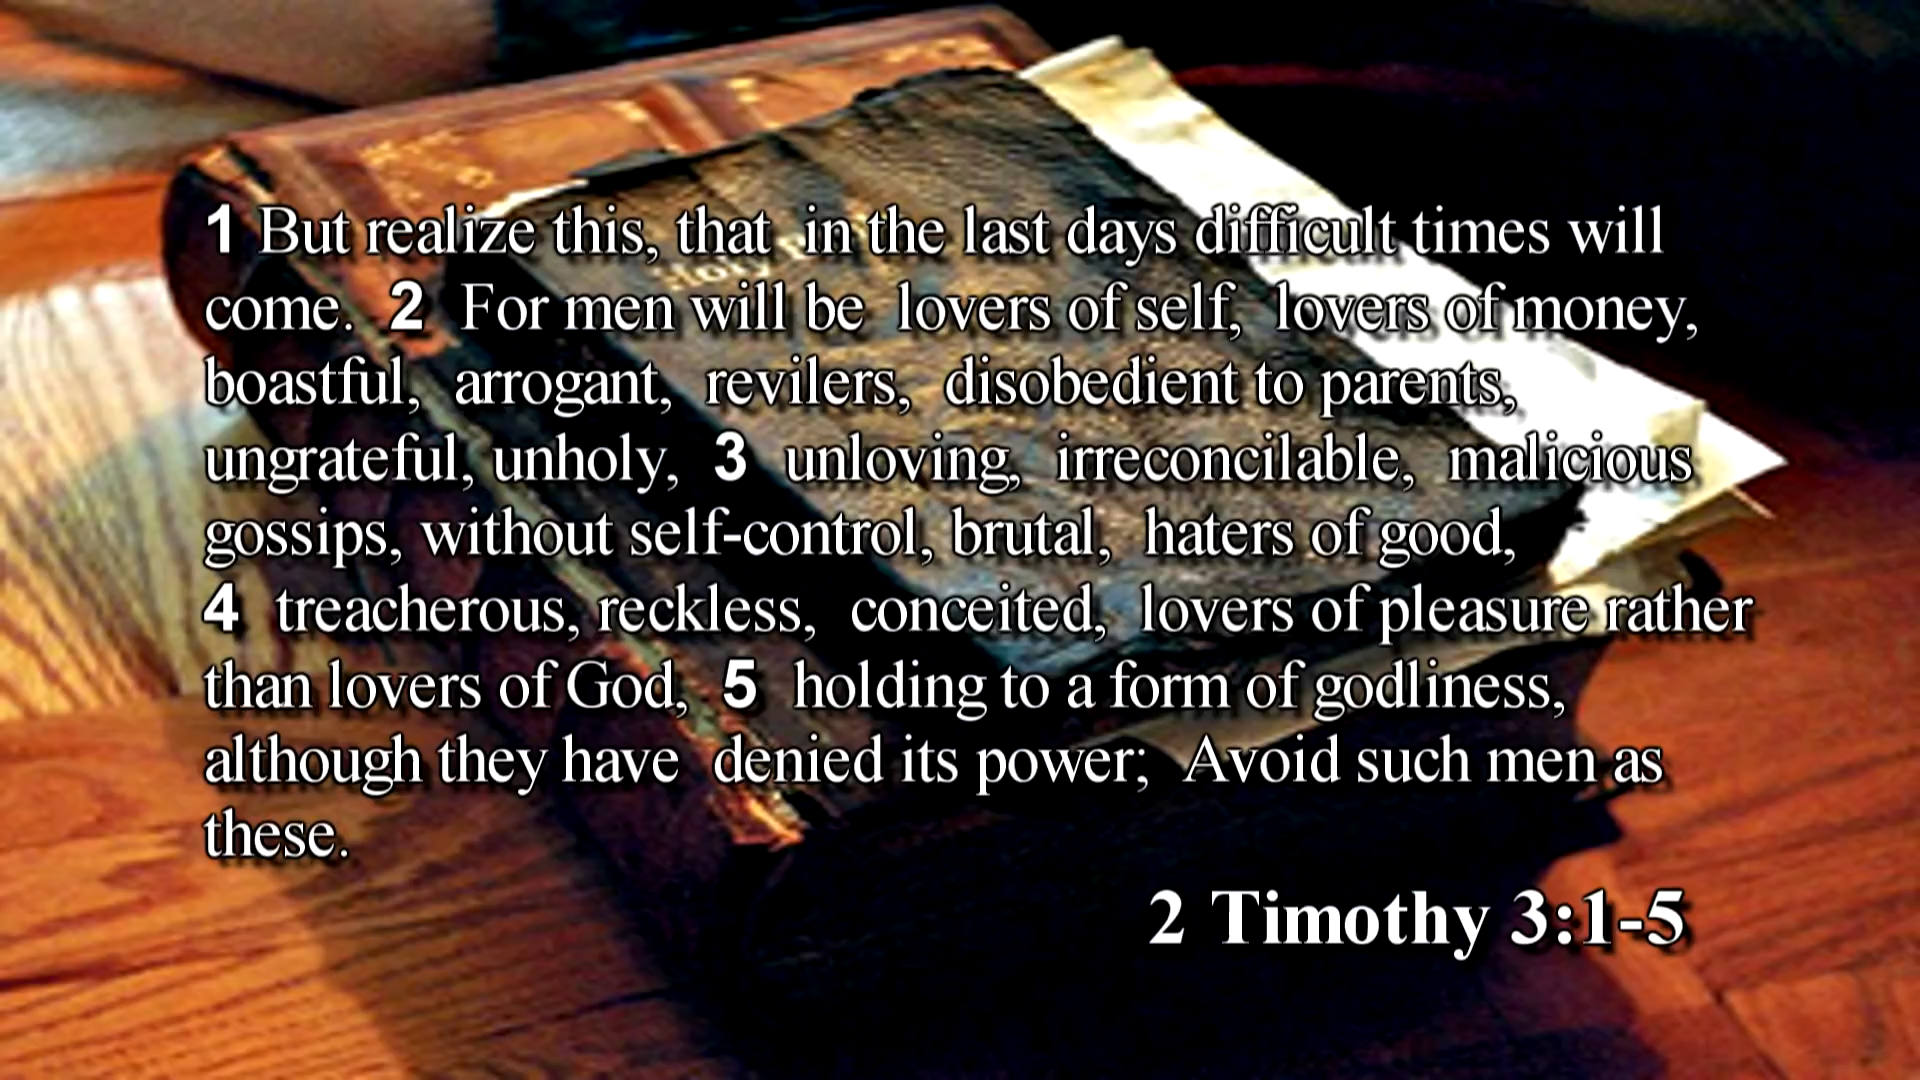 1 But realize this, that in the last days difficult times will
come. 2 For men will be lovers of self, lovers of money,
boastful, arrogant, revilers, disobedient to parents,
ungrateful, unholy, 3 unloving, irreconcilable, malicious
gossips, without self-control, brutal, haters of good,
4 treacherous, reckless, conceited, lovers of pleasure rather
than lovers of God, 5 holding to a form of godliness,
although they have denied its power; Avoid such men as
these.
2 Timothy 3:1-5
Holy